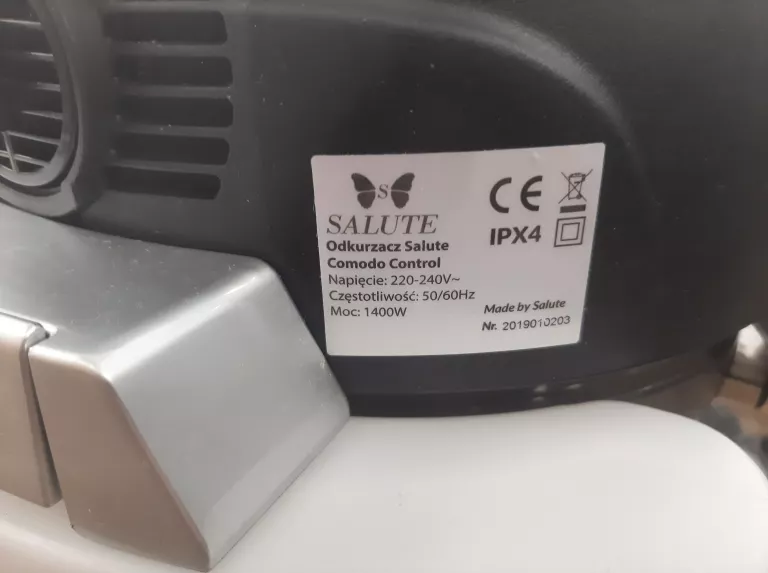 S
SALUTE
Odkurzacz Salute
Comodo Control
Napięcie: 220-240V~
Częstotliwość: 50/60Hz
Moc: 1400W
CE
IPX4
Made by Salute
Nr. 2019010203